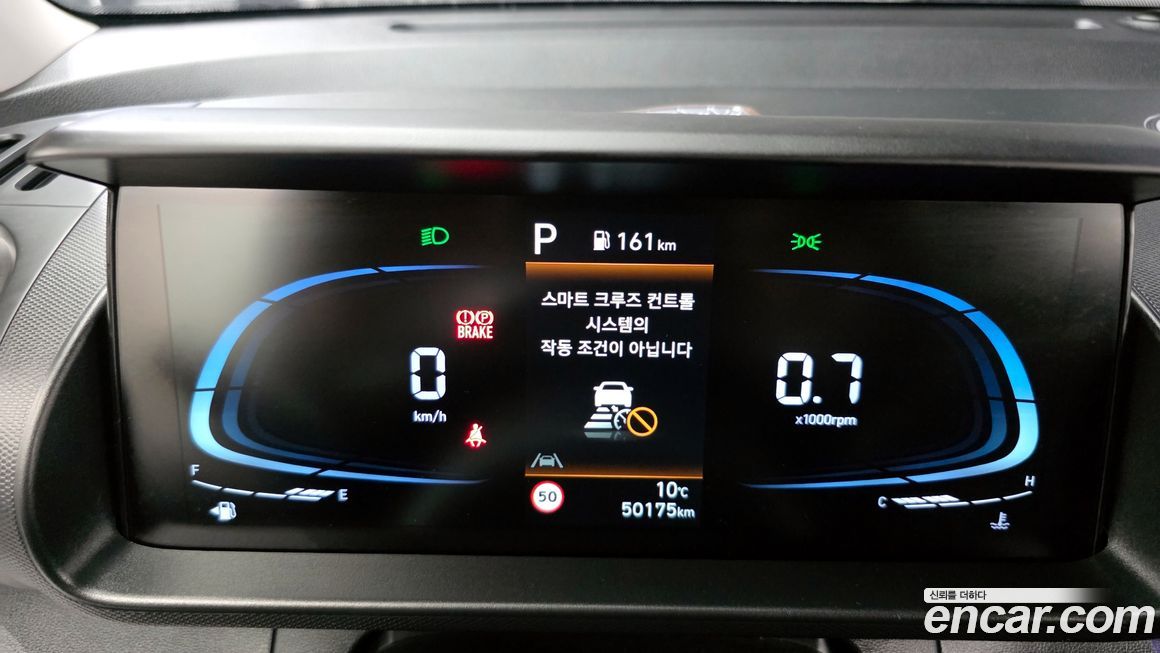 P 161 km
스마트 크루즈 컨트롤
시스템의
작동 조건이 아닙니다
BRAKE
0
km/h
0.7
x1000rpm
F
E
C
H
50
10℃
50175km
신뢰를 더하다
encar.com